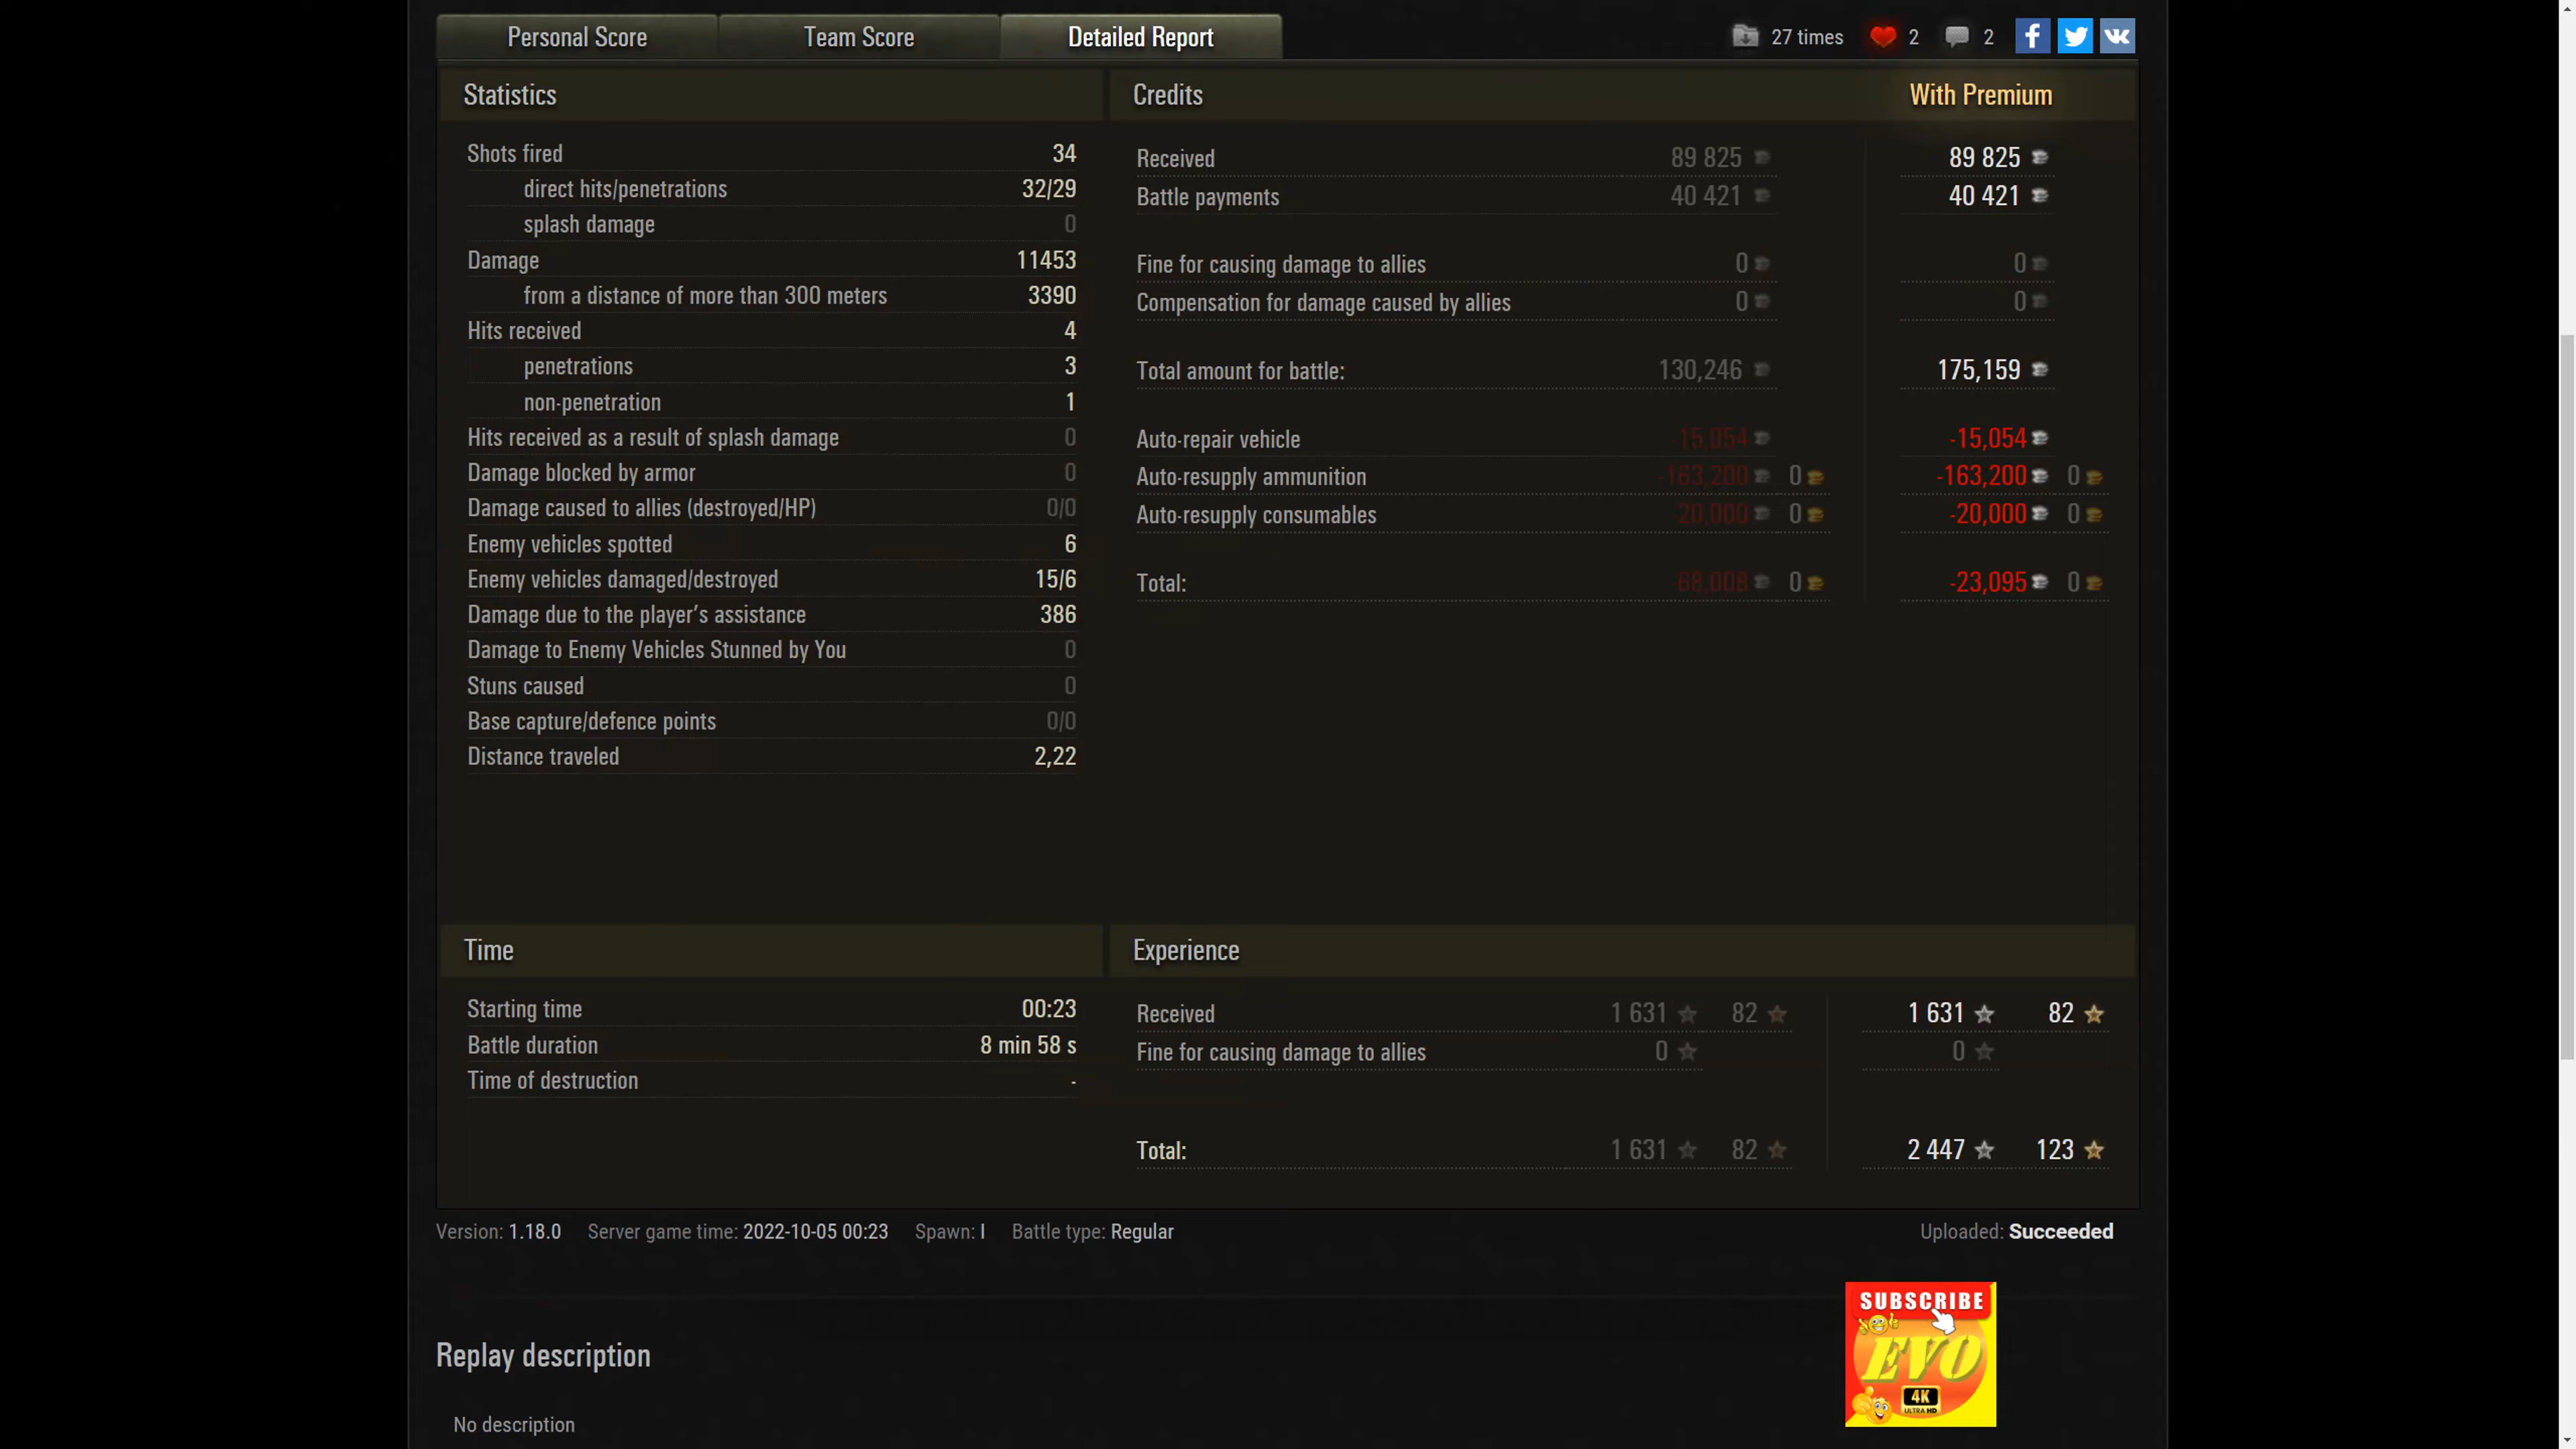 Personal Score Team Score Detailed Report 27 times 2 2
Statistics
Shots fired 34
direct hits/penetrations 32/29
splash damage 0
Damage 11453
from a distance of more than 300 meters 3390
Hits received 4
penetrations 3
non-penetration 1
Hits received as a result of splash damage 0
Damage blocked by armor 0
Damage caused to allies (destroyed/HP) 0/0
Enemy vehicles spotted 6
Enemy vehicles damaged/destroyed 15/6
Damage due to the player's assistance 386
Damage to Enemy Vehicles Stunned by You 0
Stuns caused 0
Base capture/defence points 0/0
Distance traveled 2,22
Credits With Premium
Received 89 825 89 825
Battle payments 40 421 40 421
Fine for causing damage to allies 0 0
Compensation for damage caused by allies 0 0
Total amount for battle: 130,246 175,159
Auto-repair vehicle -15,054 -15,054
Auto-resupply ammunition -163,200 0 -163,200 0
Auto-resupply consumables -20,000 0 -20,000 0
Total: -68,008 0 -23,095 0
Time
Starting time 00:23
Battle duration 8 min 58 s
Time of destruction -
Experience
Received 1 631 82 1 631 82
Fine for causing damage to allies 0 0
Total: 1 631 82 2 447 123
Version: 1.18.0 Server game time: 2022-10-05 00:23 Spawn: I Battle type: Regular Uploaded: Succeeded
SUBSCRIBE
EVO
4K
ULTRA HD
Replay description
No description